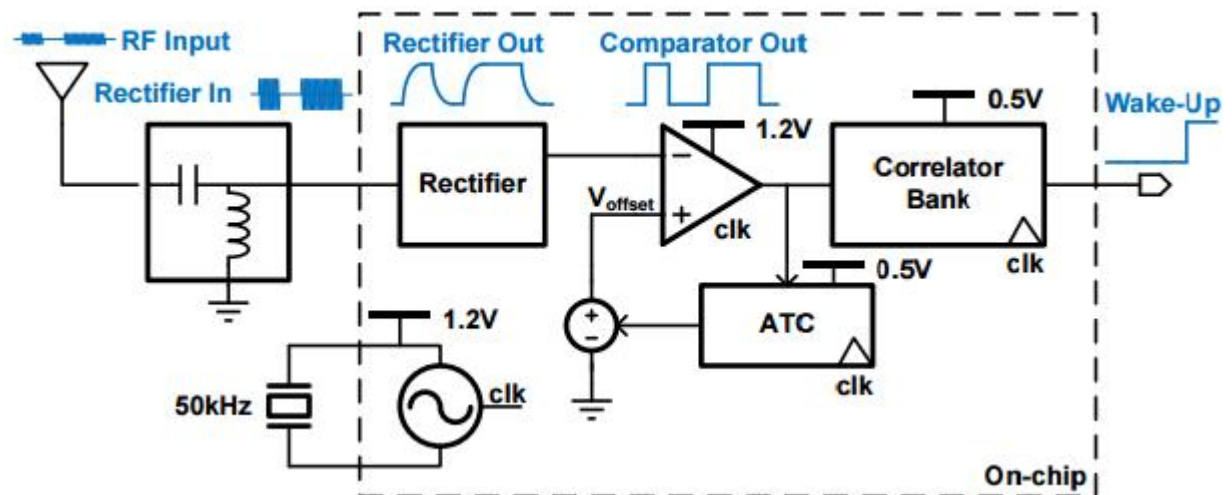 RF Input
Rectifier Out
Comparator Out
Rectifier In
0.5V
Wake-Up
1.2V
Rectifier
−
Correlator
Bank
V_offset
+
clk
clk
0.5V
1.2V
+
−
ATC
clk
50kHz
clk
On-chip